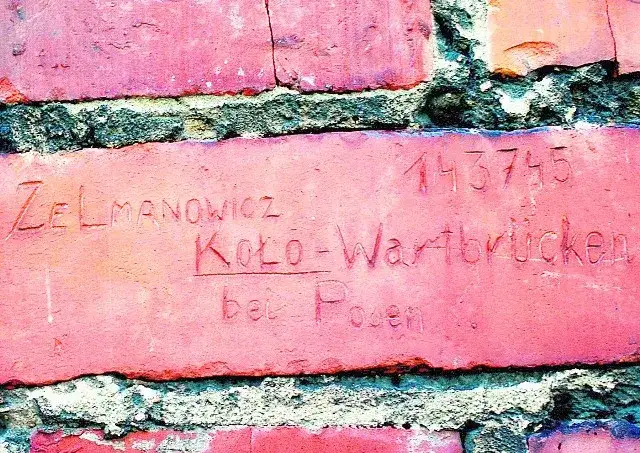 143745
ZELMANOWICZ
KOŁO-Wartbrücken
bei Posen